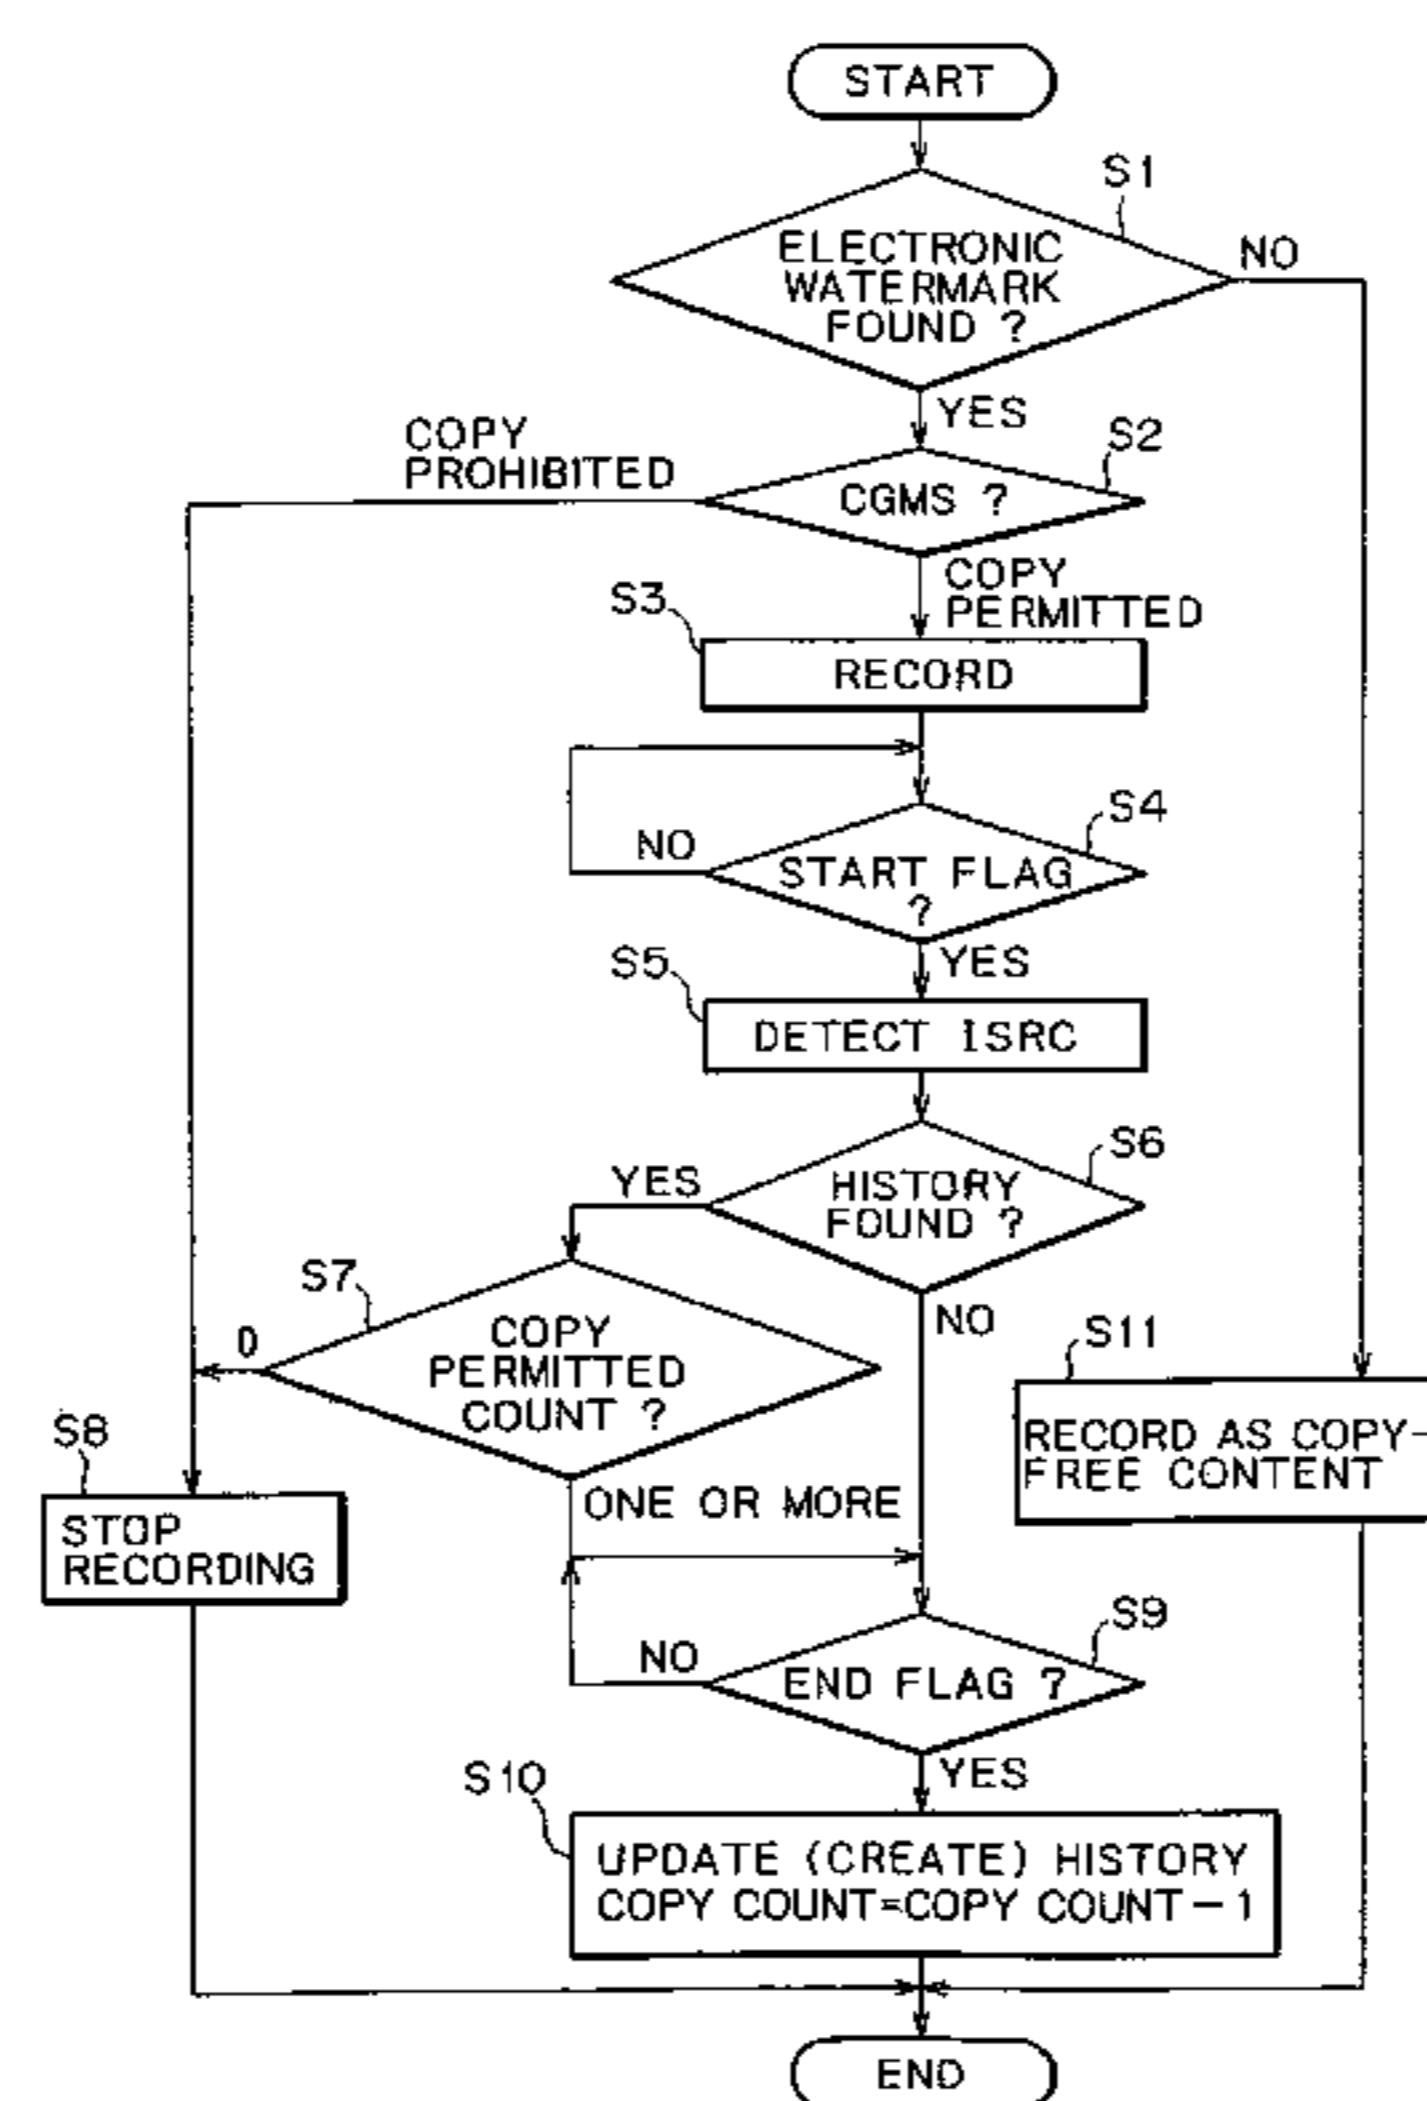 START
S1
ELECTRONIC
WATERMARK
FOUND ?
NO
YES
COPY
PROHIBITED
S2
CGMS ?
COPY
PERMITTED
S3
RECORD
S4
NO
START FLAG
?
YES
S5
DETECT ISRC
S6
YES
HISTORY
FOUND ?
S7
NO
0
COPY
PERMITTED
COUNT ?
S11
RECORD AS COPY-
FREE CONTENT
S8
ONE OR MORE
STOP
RECORDING
S9
NO
END FLAG ?
YES
S10
UPDATE (CREATE) HISTORY
COPY COUNT=COPY COUNT-1
END